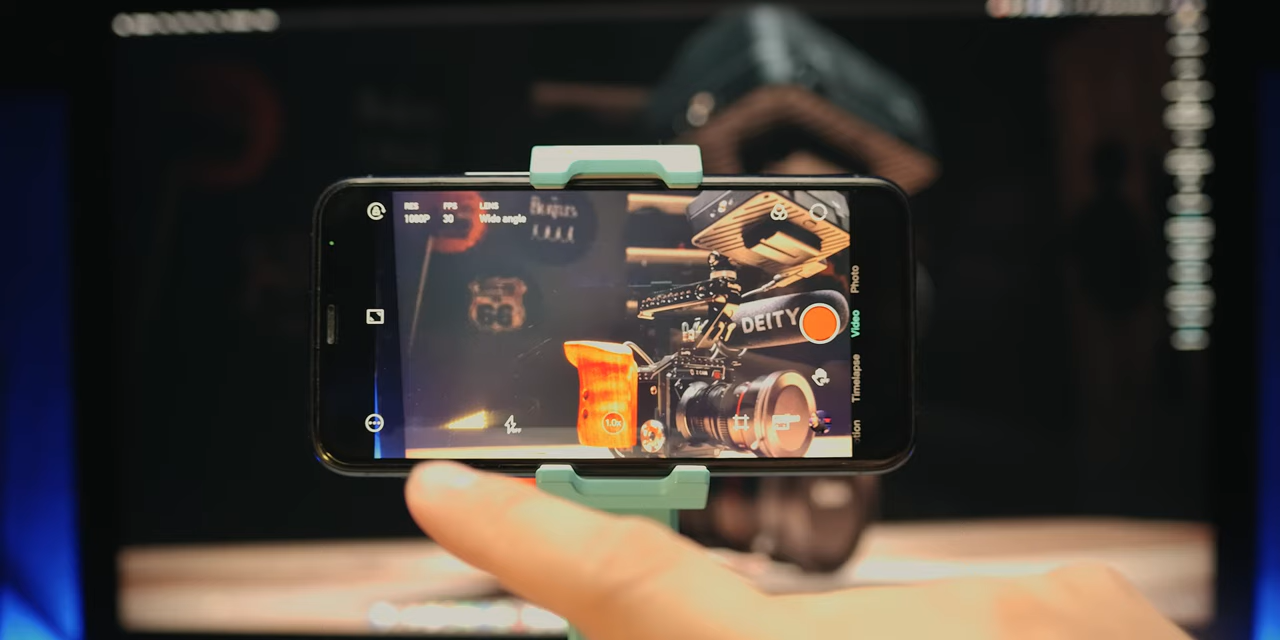 RES FPS LENS
1080P 30 Wide angle
Beatles
66
DEITY
1.0x
Photo
Video
Timelapse